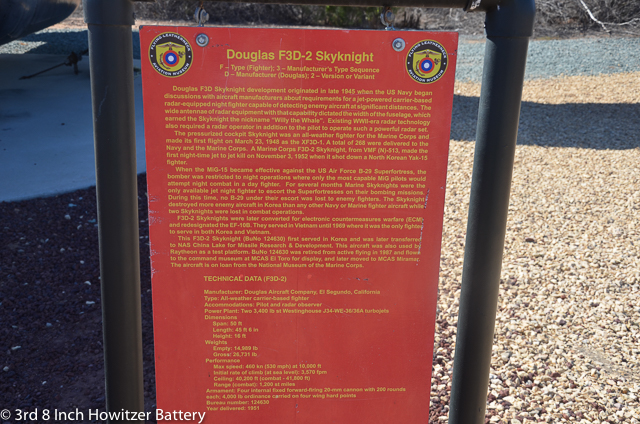 Douglas F3D-2 Skyknight
F – Type (Fighter); 3 – Manufacturer's Type Sequence
D – Manufacturer (Douglas); 2 – Version or Variant
Douglas F3D Skyknight development originated in late 1945 when the US Navy began
discussions with aircraft manufacturers about requirements for a jet-powered carrier-based
radar-equipped night fighter capable of detecting enemy aircraft at significant distances. The
wide antennae of radar equipment with that capability dictated the width of the fuselage, which
earned the Skyknight the nickname "Willy the Whale". Existing WWII-era radar technology
also required a radar operator in addition to the pilot to operate such a powerful radar set.
The pressurized cockpit Skyknight was an all-weather fighter for the Marine Corps and
made its first flight on March 23, 1948 as the XF3D-1. A total of 268 were delivered to the
Navy and the Marine Corps. A Marine Corps F3D-2 Skyknight, from VMF (N)-513, made the
first night-time jet to jet kill on November 3, 1952 when it shot down a North Korean Yak-15
fighter.
When the MiG-15 became effective against the US Air Force B-29 Superfortress, the
bomber was restricted to night operations where only the most capable MiG pilots would
attempt night combat in a day fighter. For several months Marine Skyknights were the
only available jet night fighter to escort the Superfortresses on their bombing missions.
During this time, no B-29 under their escort was lost to enemy fighters. The Skyknight
destroyed more enemy aircraft in Korea than any other Navy or Marine fighter aircraft while
two Skyknights were lost in combat operations.
F3D-2 Skyknights were later converted for electronic countermeasures warfare (ECM)
and redesignated the EF-10B. They served in Vietnam until 1969 where it was the only fighter
to serve in both Korea and Vietnam.
This F3D-2 Skyknight (BuNo 124630) first served in Korea and was later transferred
to NAS China Lake for Missile Research & Development. This aircraft was also used by
Raytheon as a test platform. BuNo 124630 was retired from active flying in 1987 and flown
to the command museum at MCAS El Toro for display, and later moved to MCAS Miramar.
The aircraft is on loan from the National Museum of the Marine Corps.
TECHNICAL DATA (F3D-2)
Manufacturer: Douglas Aircraft Company, El Segundo, California
Type: All-weather carrier-based fighter
Accommodations: Pilot and radar observer
Power Plant: Two 3,400 lb st Westinghouse J34-WE-36/36A turbojets
Dimensions
Span: 50 ft
Length: 45 ft 6 in
Height: 16 ft
Weights
Empty: 14,989 lb.
Gross: 26,731 lb.
Performance
Max speed: 460 kn (530 mph) at 10,500 ft
Initial rate of climb (at sea level): 3,570 fpm
Ceiling: 40,200 ft (combat - 41,500 ft)
Range (combat): 1,200 st miles
Armament: Four internal fixed forward-firing 20-mm cannon with 200 rounds
each; 4,000 lb ordnance carried on four wing hard points
Bureau number: 124630
Year delivered: 1951
© 3rd 8 Inch Howitzer Battery